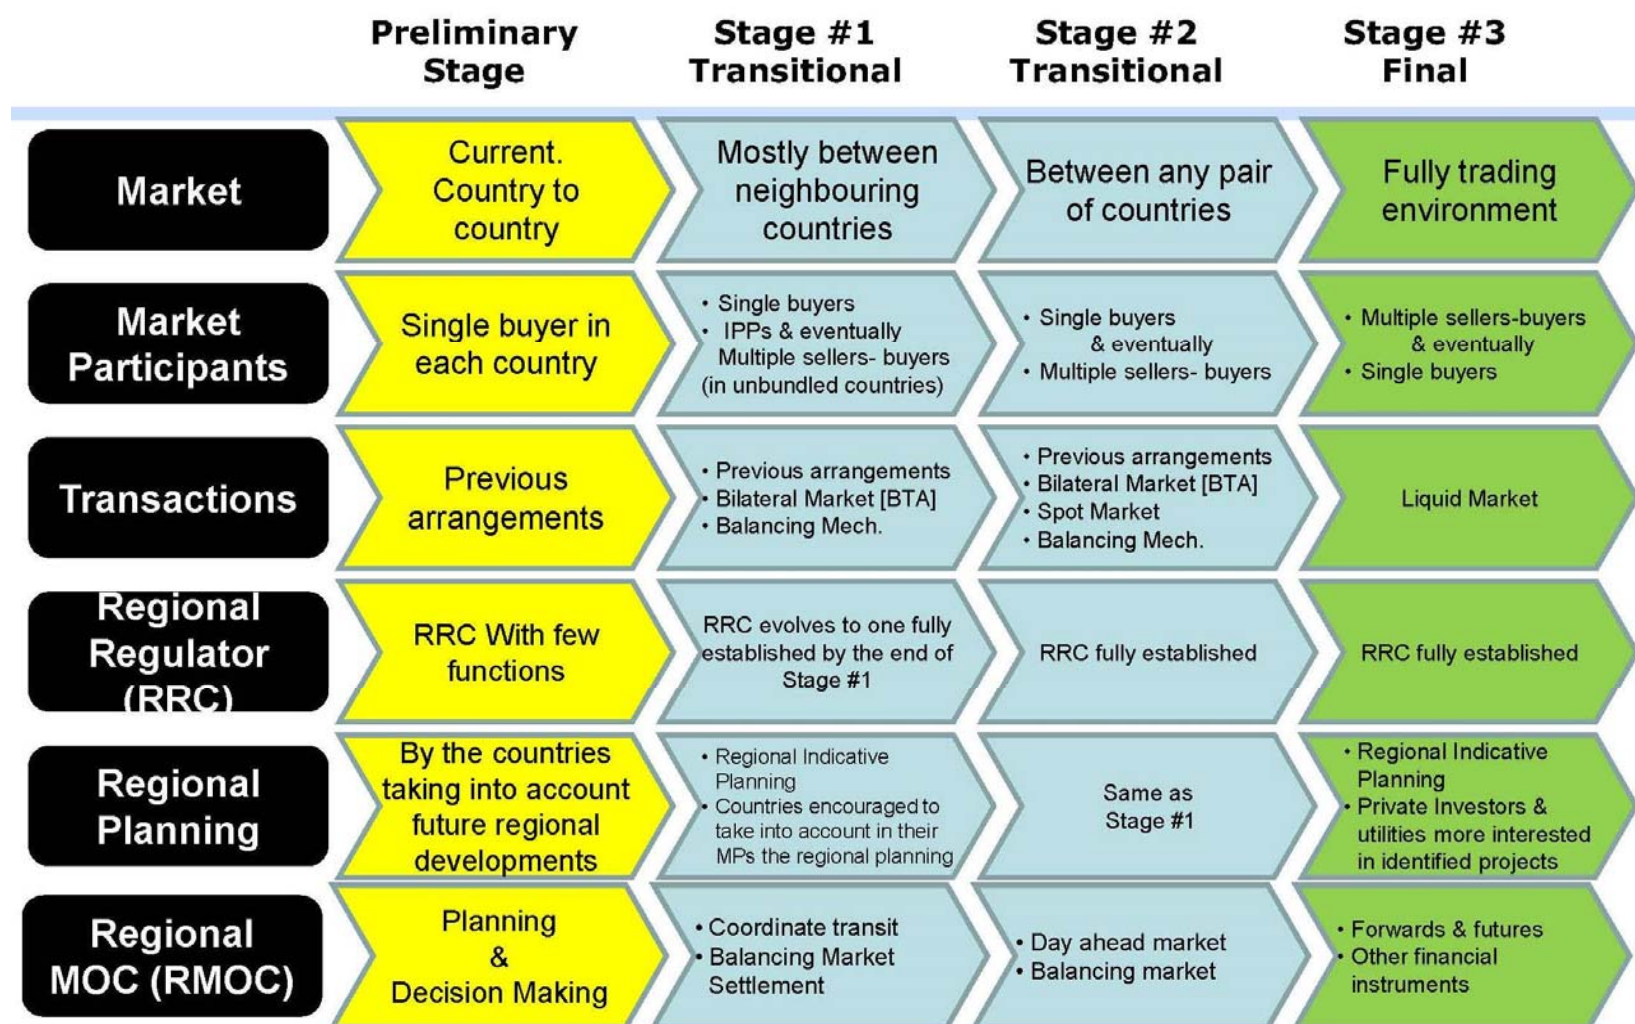 Preliminary
Stage
Stage #1
Transitional
Stage #2
Transitional
Stage #3
Final
Market
Current.
Country to
country
Mostly between
neighbouring
countries
Between any pair
of countries
Fully trading
environment
Market
Participants
Single buyer in
each country
• Single buyers
• IPPs & eventually
Multiple sellers- buyers
(in unbundled countries)
• Single buyers
& eventually
• Multiple sellers- buyers
• Multiple sellers-buyers
& eventually
• Single buyers
Transactions
Previous
arrangements
• Previous arrangements
• Bilateral Market [BTA]
• Balancing Mech.
• Previous arrangements
• Bilateral Market [BTA]
• Spot Market
• Balancing Mech.
Liquid Market
Regional
Regulator
(RRC)
RRC With few
functions
RRC evolves to one fully
established by the end of
Stage #1
RRC fully established
RRC fully established
Regional
Planning
By the countries
taking into account
future regional
developments
• Regional Indicative
Planning
• Countries encouraged to
take into account in their
MPs the regional planning
Same as
Stage #1
• Regional Indicative
Planning
• Private Investors &
utilities more interested
in identified projects
Regional
MOC (RMOC)
Planning
&
Decision Making
• Coordinate transit
• Balancing Market
Settlement
• Day ahead market
• Balancing market
• Forwards & futures
• Other financial
instruments